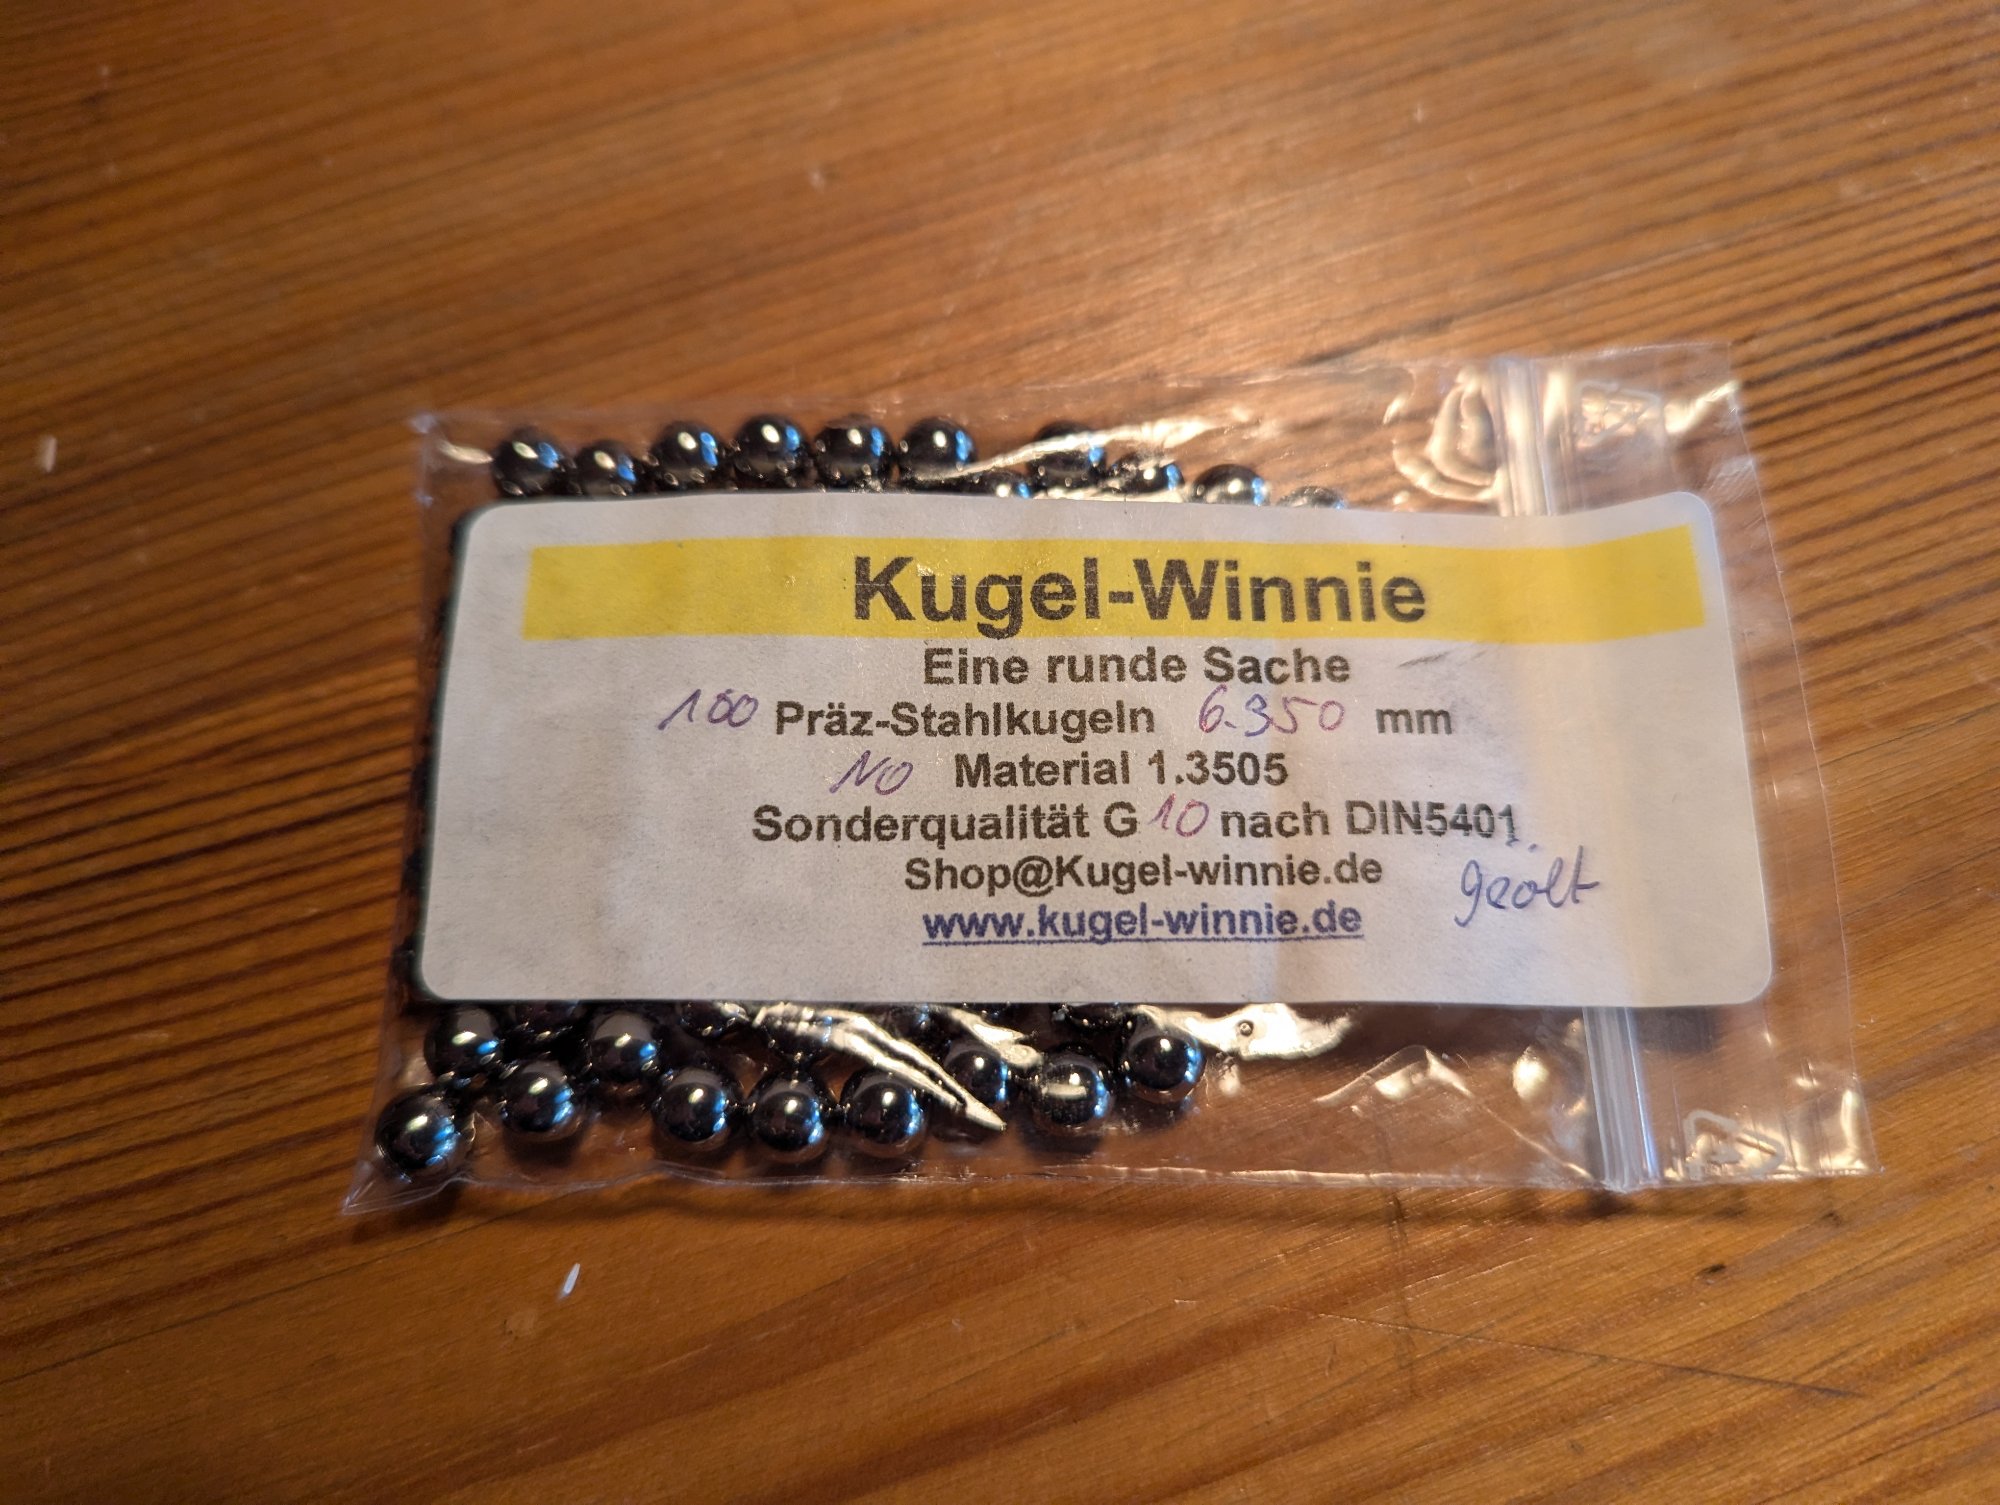 Kugel-Winnie
Eine runde Sache
100 Präz-Stahlkugeln 6.350 mm
NO Material 1.3505
Sonderqualität G 10 nach DIN5401
Shop@Kugel-winnie.de
geölt
www.kugel-winnie.de